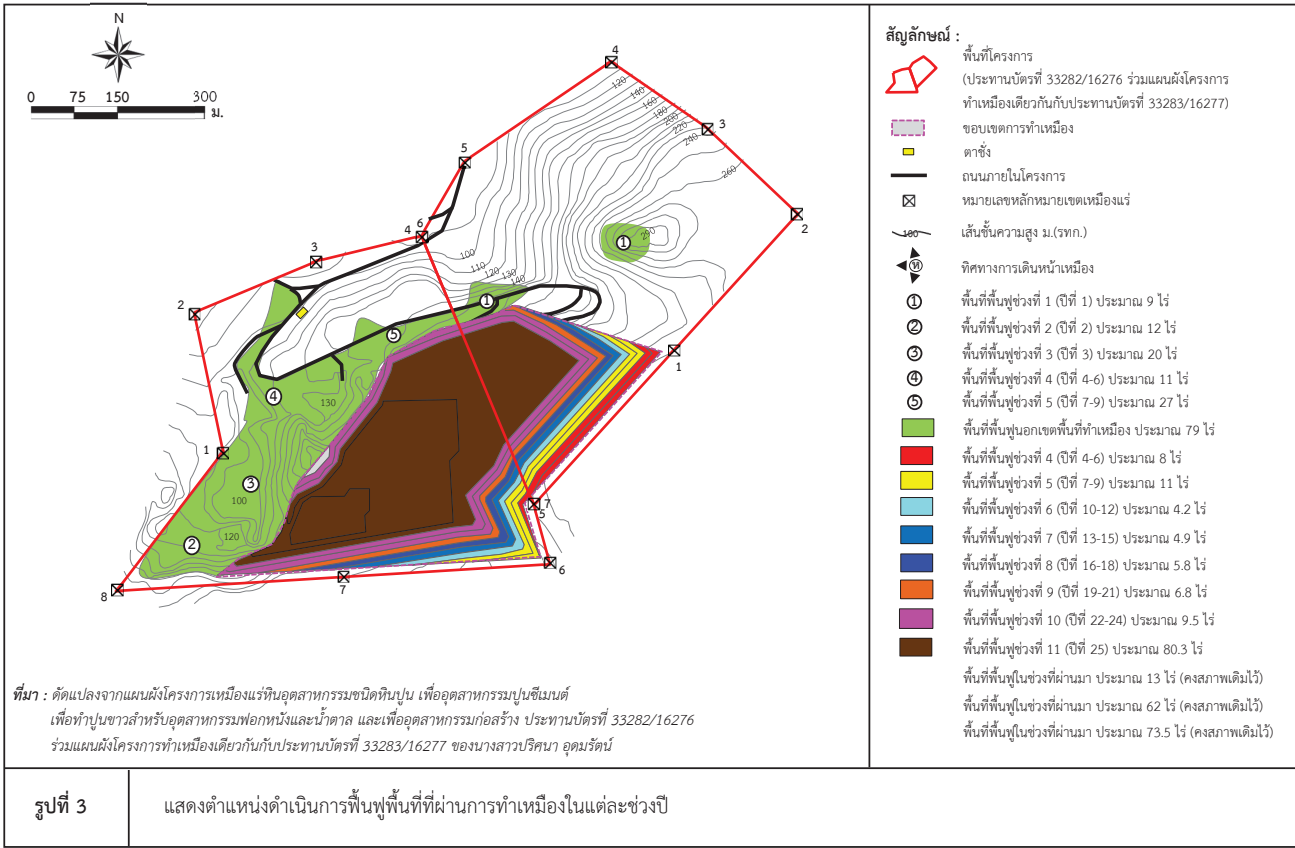 N
0 75 150 300
ม.
4
120
140
160
180
200
220
240
3
260
5
2
6
4
3
100
110
120
130
140
290
1
2
1
5
1
4
130
1
3
100
7
5
120
2
6
7
8
สัญลักษณ์ :
พื้นที่โครงการ
(ประทานบัตรที่ 33282/16276 ร่วมแผนผังโครงการ
ทำเหมืองเดียวกันกับประทานบัตรที่ 33283/16277)
ขอบเขตการทำเหมือง
ตาชั่ง
ถนนภายในโครงการ
หมายเลขหลักหมายเขตเหมืองแร่
100 เส้นชั้นความสูง ม.(รทก.)
ท ทิศทางการเดินหน้าเหมือง
1 พื้นที่ฟื้นฟูช่วงที่ 1 (ปีที่ 1) ประมาณ 9 ไร่
2 พื้นที่ฟื้นฟูช่วงที่ 2 (ปีที่ 2) ประมาณ 12 ไร่
3 พื้นที่ฟื้นฟูช่วงที่ 3 (ปีที่ 3) ประมาณ 20 ไร่
4 พื้นที่ฟื้นฟูช่วงที่ 4 (ปีที่ 4-6) ประมาณ 11 ไร่
5 พื้นที่ฟื้นฟูช่วงที่ 5 (ปีที่ 7-9) ประมาณ 27 ไร่
พื้นที่ฟื้นฟูนอกเขตพื้นที่ทำเหมือง ประมาณ 79 ไร่
พื้นที่ฟื้นฟูช่วงที่ 4 (ปีที่ 4-6) ประมาณ 8 ไร่
พื้นที่ฟื้นฟูช่วงที่ 5 (ปีที่ 7-9) ประมาณ 11 ไร่
พื้นที่ฟื้นฟูช่วงที่ 6 (ปีที่ 10-12) ประมาณ 4.2 ไร่
พื้นที่ฟื้นฟูช่วงที่ 7 (ปีที่ 13-15) ประมาณ 4.9 ไร่
พื้นที่ฟื้นฟูช่วงที่ 8 (ปีที่ 16-18) ประมาณ 5.8 ไร่
พื้นที่ฟื้นฟูช่วงที่ 9 (ปีที่ 19-21) ประมาณ 6.8 ไร่
พื้นที่ฟื้นฟูช่วงที่ 10 (ปีที่ 22-24) ประมาณ 9.5 ไร่
พื้นที่ฟื้นฟูช่วงที่ 11 (ปีที่ 25) ประมาณ 80.3 ไร่
พื้นที่ฟื้นฟูในช่วงที่ผ่านมา ประมาณ 13 ไร่ (คงสภาพเดิมไว้)
พื้นที่ฟื้นฟูในช่วงที่ผ่านมา ประมาณ 62 ไร่ (คงสภาพเดิมไว้)
พื้นที่ฟื้นฟูในช่วงที่ผ่านมา ประมาณ 73.5 ไร่ (คงสภาพเดิมไว้)
ที่มา : ดัดแปลงจากแผนผังโครงการเหมืองแร่หินอุตสาหกรรมชนิดหินปูน เพื่ออุตสาหกรรมปูนซีเมนต์
เพื่อทำปูนขาวสำหรับอุตสาหกรรมฟอกหนังและน้ำตาล และเพื่ออุตสาหกรรมก่อสร้าง ประทานบัตรที่ 33282/16276
ร่วมแผนผังโครงการทำเหมืองเดียวกันกับประทานบัตรที่ 33283/16277 ของนางสาวปริศนา อุดมรัตน์
รูปที่ 3 แสดงตำแหน่งดำเนินการฟื้นฟูพื้นที่ที่ผ่านการทำเหมืองในแต่ละช่วงปี